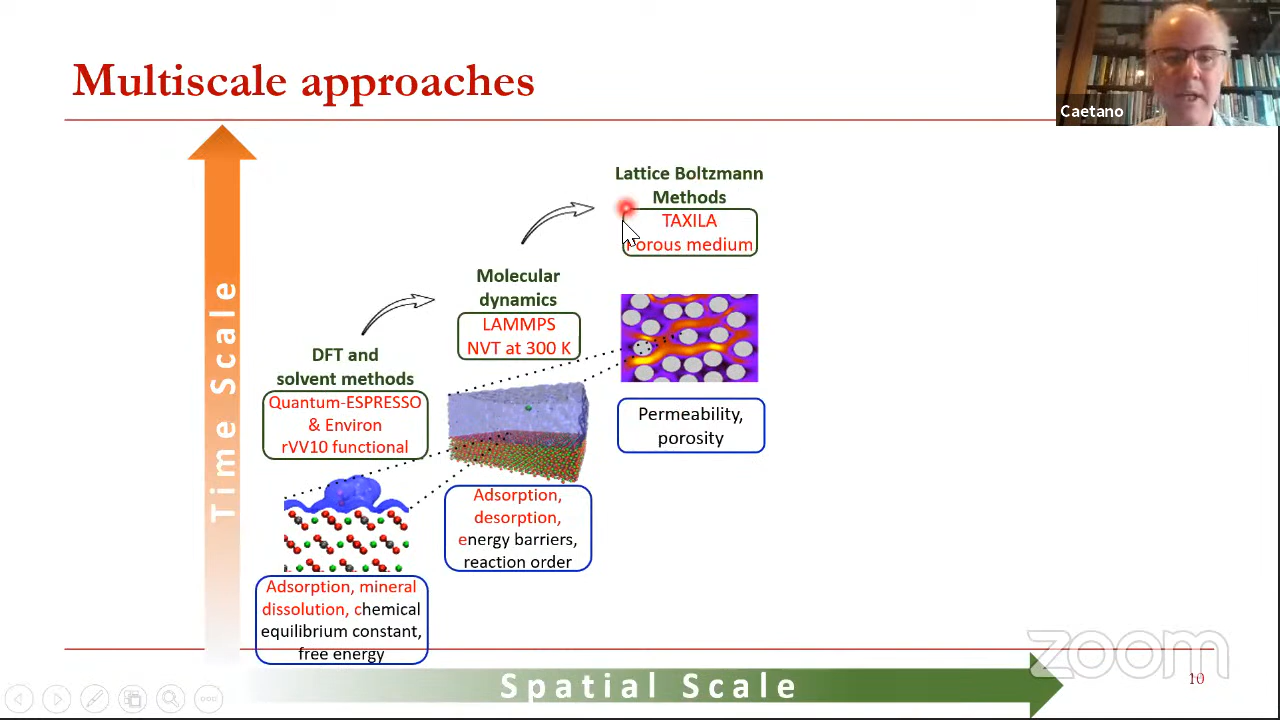 Multiscale approaches
Caetano
Time Scale
Lattice Boltzmann
Methods
TAXILA
Porous medium
Molecular
dynamics
LAMMPS
NVT at 300 K
DFT and
solvent methods
Quantum-ESPRESSO
& Environ
rVV10 functional
Permeability,
porosity
Adsorption,
desorption,
energy barriers,
reaction order
Adsorption, mineral
dissolution, chemical
equilibrium constant,
free energy
Spatial Scale
zoom
10